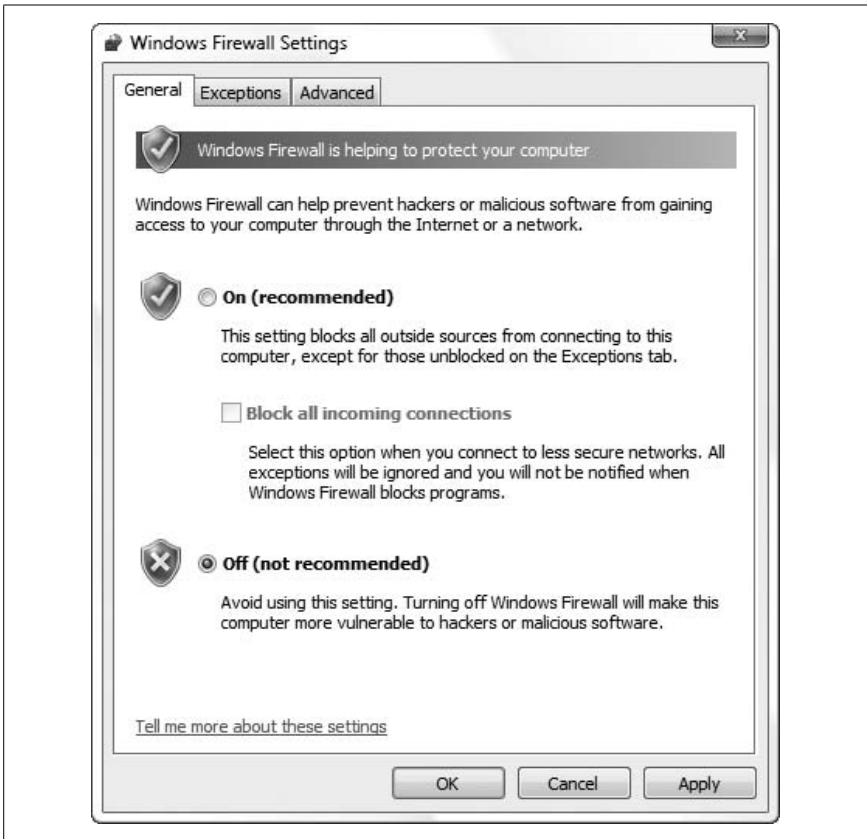 Windows Firewall Settings
General Exceptions Advanced
Windows Firewall is helping to protect your computer
Windows Firewall can help prevent hackers or malicious software from gaining
access to your computer through the Internet or a network.
On (recommended)
This setting blocks all outside sources from connecting to this
computer, except for those unblocked on the Exceptions tab.
Block all incoming connections
Select this option when you connect to less secure networks. All
exceptions will be ignored and you will not be notified when
Windows Firewall blocks programs.
Off (not recommended)
Avoid using this setting. Turning off Windows Firewall will make this
computer more vulnerable to hackers or malicious software.
Tell me more about these settings
OK Cancel Apply